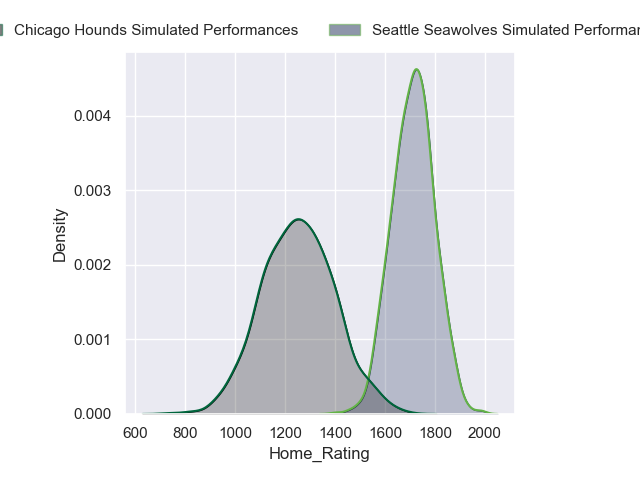 Chicago Hounds Simulated Performances
Seattle Seawolves Simulated
Density
0.004
0.003
0.002
0.001
0.000
600 800 1000 1200 1400 1600 1800 2000
Home_Rating